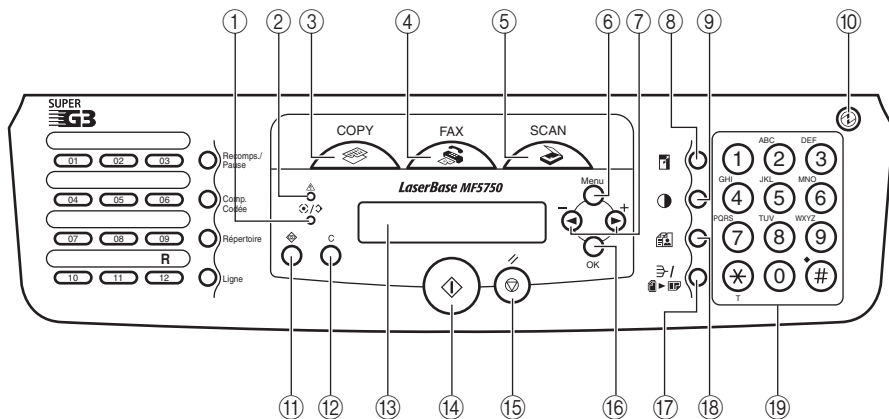 ① ② ③ ④ ⑤ ⑥ ⑦ ⑧ ⑨ ⑩
SUPER G3
COPY FAX SCAN
01 02 03 Recomps./ Pause
04 05 06 Comp. Codée
07 08 09 Répertoire
R
10 11 12 Ligne
LaserBase MF5750
Menu
− +
OK
C
1 ABC 2 DEF 3
GHI 4 JKL 5 MNO 6
PQRS 7 TUV 8 WXYZ 9
* 0 #
T
⑪ ⑫ ⑬ ⑭ ⑮ ⑯ ⑰ ⑱ ⑲